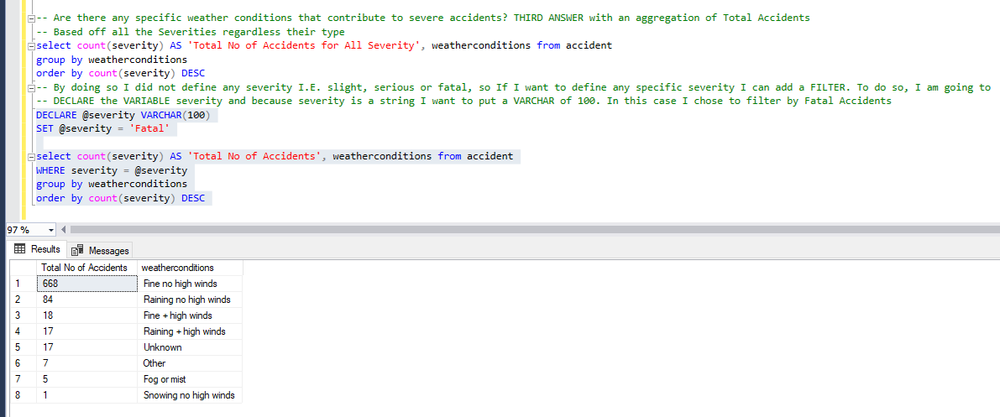 -- Are there any specific weather conditions that contribute to severe accidents? THIRD ANSWER with an aggregation of Total Accidents
-- Based off all the Severities regardless their type
select count(severity) AS 'Total No of Accidents for All Severity', weatherconditions from accident
group by weatherconditions
order by count(severity) DESC
-- By doing so I did not define any severity I.E. slight, serious or fatal, so If I want to define any specific severity I can add a FILTER. To do so, I am going to
-- DECLARE the VARIABLE severity and because severity is a string I want to put a VARCHAR of 100. In this case I chose to filter by Fatal Accidents
DECLARE @severity VARCHAR(100)
SET @severity = 'Fatal'
select count(severity) AS 'Total No of Accidents', weatherconditions from accident
WHERE severity = @severity
group by weatherconditions
order by count(severity) DESC
97 %
Results Messages
Total No of Accidents weatherconditions
1 668 Fine no high winds
2 84 Raining no high winds
3 18 Fine + high winds
4 17 Raining + high winds
5 17 Unknown
6 7 Other
7 5 Fog or mist
8 1 Snowing no high winds